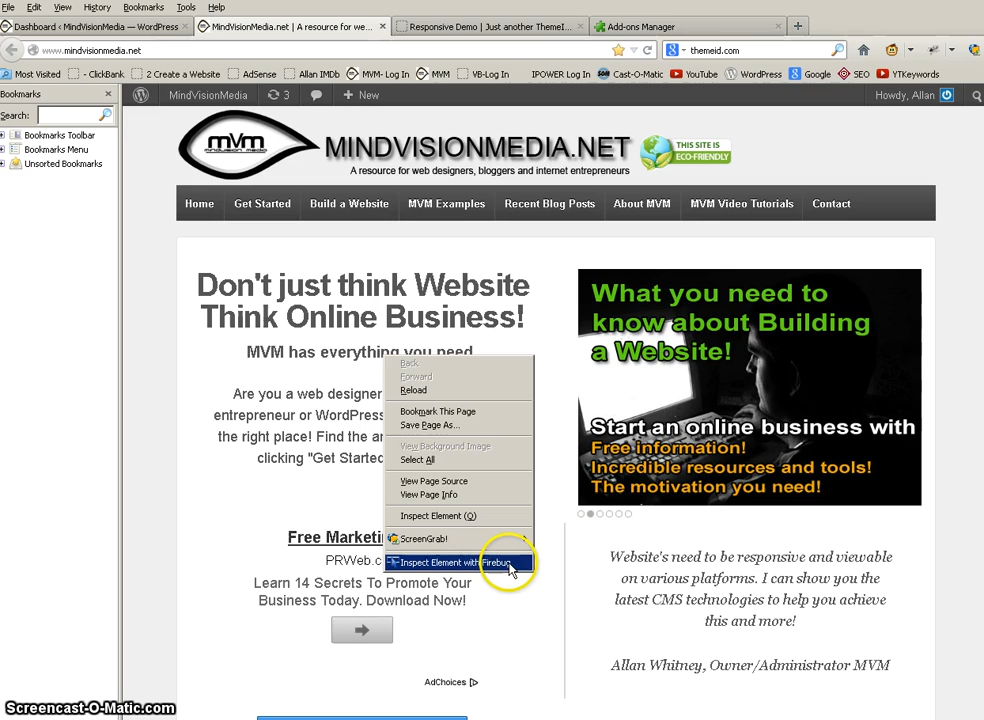 File Edit View History Bookmarks Tools Help
Dashboard ‹ MindVisionMedia — WordPress ×
MindVisionMedia.net | A resource for we... ×
Responsive Demo | Just another ThemeI... ×
Add-ons Manager ×
www.mindvisionmedia.net
themeid.com
Most Visited - ClickBank 2 Create a Website AdSense Allan IMDb MVM- Log In MVM VB-Log In IPOWER Log In Cast-O-Matic YouTube WordPress Google SEO YTKeywords
Bookmarks ×
Search:
Bookmarks Toolbar
Bookmarks Menu
Unsorted Bookmarks
MindVisionMedia 3 + New Howdy, Allan
mvm
mindvision media
MINDVISIONMEDIA.NET
A resource for web designers, bloggers and internet entrepreneurs
THIS SITE IS
ECO-FRIENDLY
Home Get Started Build a Website MVM Examples Recent Blog Posts About MVM MVM Video Tutorials Contact
Don't just think Website
Think Online Business!
MVM has everything you need
Are you a web designer
entrepreneur or WordPress
the right place! Find the
clicking "Get Started
Back
Forward
Reload
Bookmark This Page
Save Page As...
View Background Image
Select All
View Page Source
View Page Info
Inspect Element (Q)
ScreenGrab!
Inspect Element with Firebug
Free Marketi
PRWeb.c
Learn 14 Secrets To Promote Your
Business Today. Download Now!
AdChoices
What you need to
know about Building
a Website!
Start an online business with
Free information!
Incredible resources and tools!
The motivation you need!
Website's need to be responsive and viewable
on various platforms. I can show you the
latest CMS technologies to help you achieve
this and more!
Allan Whitney, Owner/Administrator MVM
Screencast-O-Matic.com